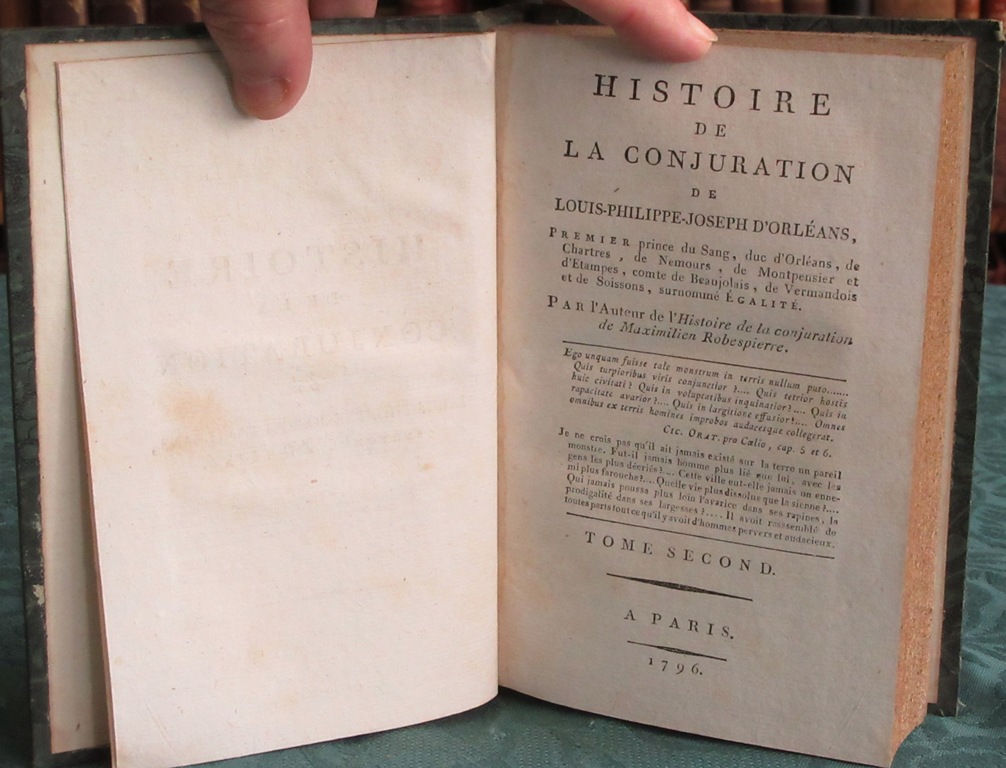 HISTOIRE
DE
LA CONJURATION
DE
LOUIS-PHILIPPE-JOSEPH D'ORLÉANS,
PREMIER prince du Sang, duc d'Orléans, de
Chartres, de Nemours, de Montpensier et
d'Etampes, comte de Beaujolais, de Vermandois
et de Soissons, surnommé ÉGALITÉ.
PAR l'Auteur de l'Histoire de la conjuration
de Maximilien Robespierre.
Ego unquam fuisse tale monstrum in terris nullum puto.......
Quis turpioribus viris conjunctior ?.... Quis tetrior hostis
huic civitati ? Quis in voluptatibus inquinatior ?.... Quis in
rapacitate avarior ?.... Quis in largitione effusior !.... Omnes
omnibus ex terris homines improbos audacesque collegerat.
CIC. ORAT. pro Cœlio, cap. 5 et 6.
Je ne crois pas qu'il ait jamais existé sur la terre un pareil
monstre. Fut-il jamais homme plus lié que lui, avec les
gens les plus décriés ?.... Cette ville eut-elle jamais un enne-
mi plus farouche ?.... Quelle vie plus dissolue que la sienne ?....
Qui jamais poussa plus loin l'avarice dans ses rapines, la
prodigalité dans ses largesses ?.... Il avoit rassemblé de
toutes parts tout ce qu'il y avoit d'hommes pervers et audacieux.
TOME SECOND.
A PARIS.
1796.